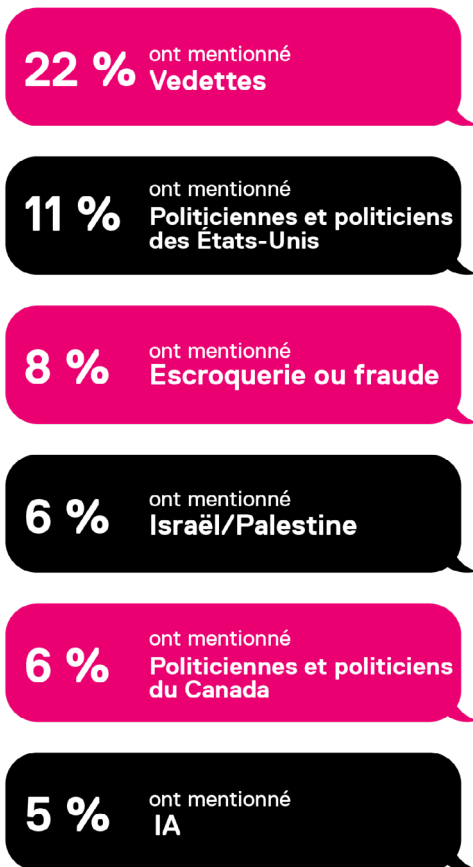 22 % ont mentionné
Vedettes
11 % ont mentionné
Politiciennes et politiciens
des États-Unis
8 % ont mentionné
Escroquerie ou fraude
6 % ont mentionné
Israël/Palestine
6 % ont mentionné
Politiciennes et politiciens
du Canada
5 % ont mentionné
IA